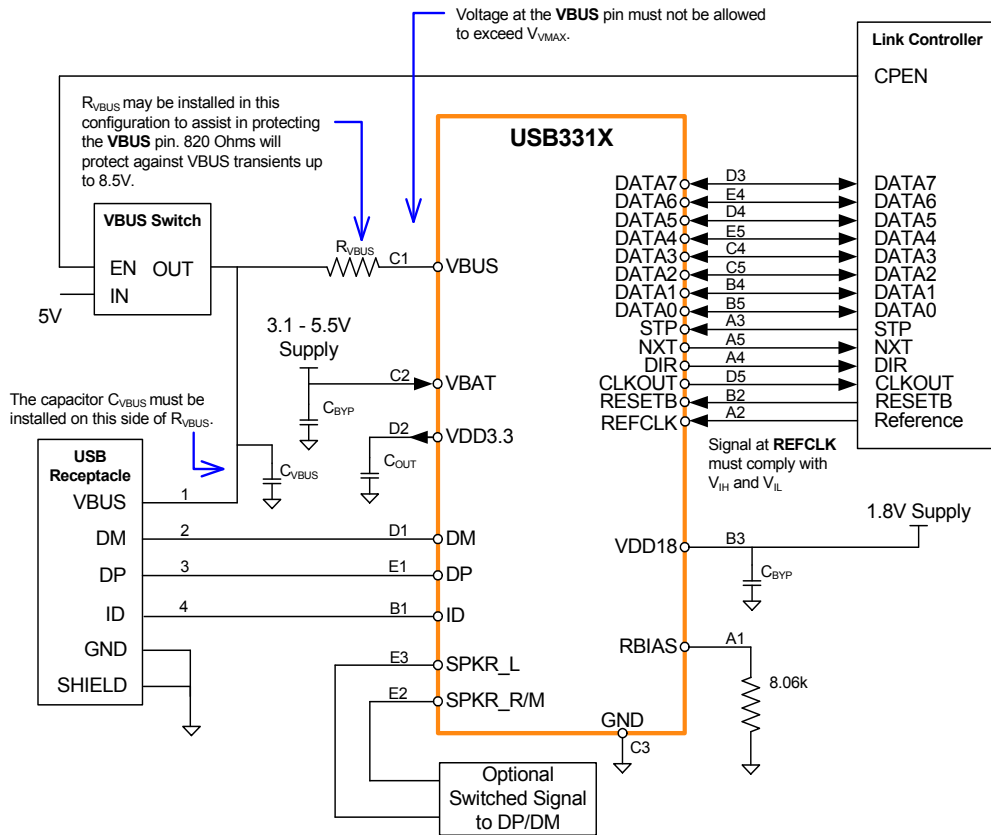 Voltage at the VBUS pin must not be allowed
to exceed VVMAX.
Link Controller
CPEN
RVBUS may be installed in this
configuration to assist in protecting
the VBUS pin. 820 Ohms will
protect against VBUS transients up
to 8.5V.
USB331X
VBUS Switch
EN OUT
IN
5V
RVBUS
C1
VBUS
DATA7 D3 DATA7
DATA6 E4 DATA6
DATA5 D4 DATA5
DATA4 E5 DATA4
DATA3 C4 DATA3
DATA2 C5 DATA2
DATA1 B4 DATA1
DATA0 B5 DATA0
STP A3 STP
NXT A5 NXT
DIR A4 DIR
CLKOUT D5 CLKOUT
RESETB B2 RESETB
REFCLK A2 Reference
3.1 - 5.5V
Supply
C2 VBAT
CBYP
D2 VDD3.3
COUT
Signal at REFCLK
must comply with
VIH and VIL
The capacitor CVBUS must be
installed on this side of RVBUS.
CVBUS
USB
Receptacle
VBUS 1
DM 2 D1 DM
DP 3 E1 DP
ID 4 B1 ID
GND
SHIELD
1.8V Supply
VDD18 B3
CBYP
RBIAS A1
8.06k
E3 SPKR_L
E2 SPKR_R/M
GND
C3
Optional
Switched Signal
to DP/DM